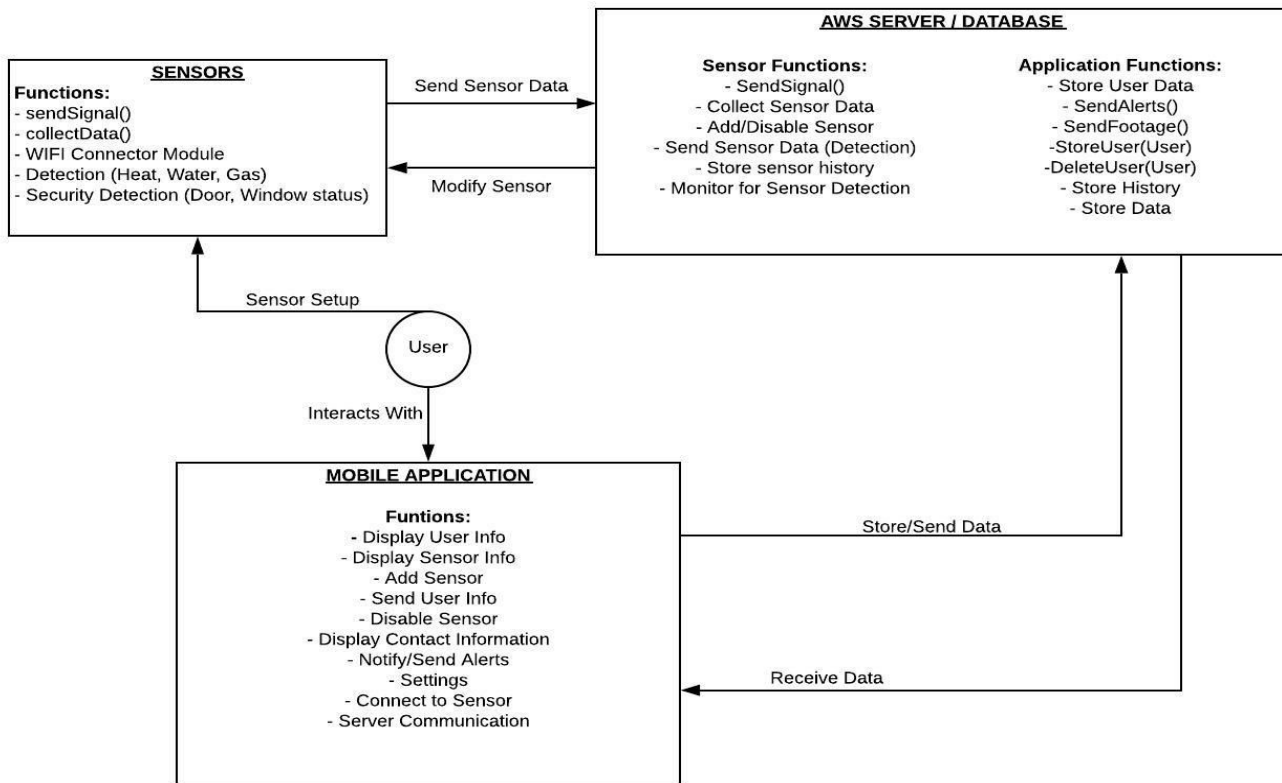 SENSORS
Functions:
- sendSignal()
- collectData()
- WIFI Connector Module
- Detection (Heat, Water, Gas)
- Security Detection (Door, Window status)
Send Sensor Data
Modify Sensor
AWS SERVER / DATABASE
Sensor Functions:
- SendSignal()
- Collect Sensor Data
- Add/Disable Sensor
- Send Sensor Data (Detection)
- Store sensor history
- Monitor for Sensor Detection
Application Functions:
- Store User Data
- SendAlerts()
- SendFootage()
-StoreUser(User)
-DeleteUser(User)
- Store History
- Store Data
Sensor Setup
User
Interacts With
MOBILE APPLICATION
Funtions:
- Display User Info
- Display Sensor Info
- Add Sensor
- Send User Info
- Disable Sensor
- Display Contact Information
- Notify/Send Alerts
- Settings
- Connect to Sensor
- Server Communication
Store/Send Data
Receive Data